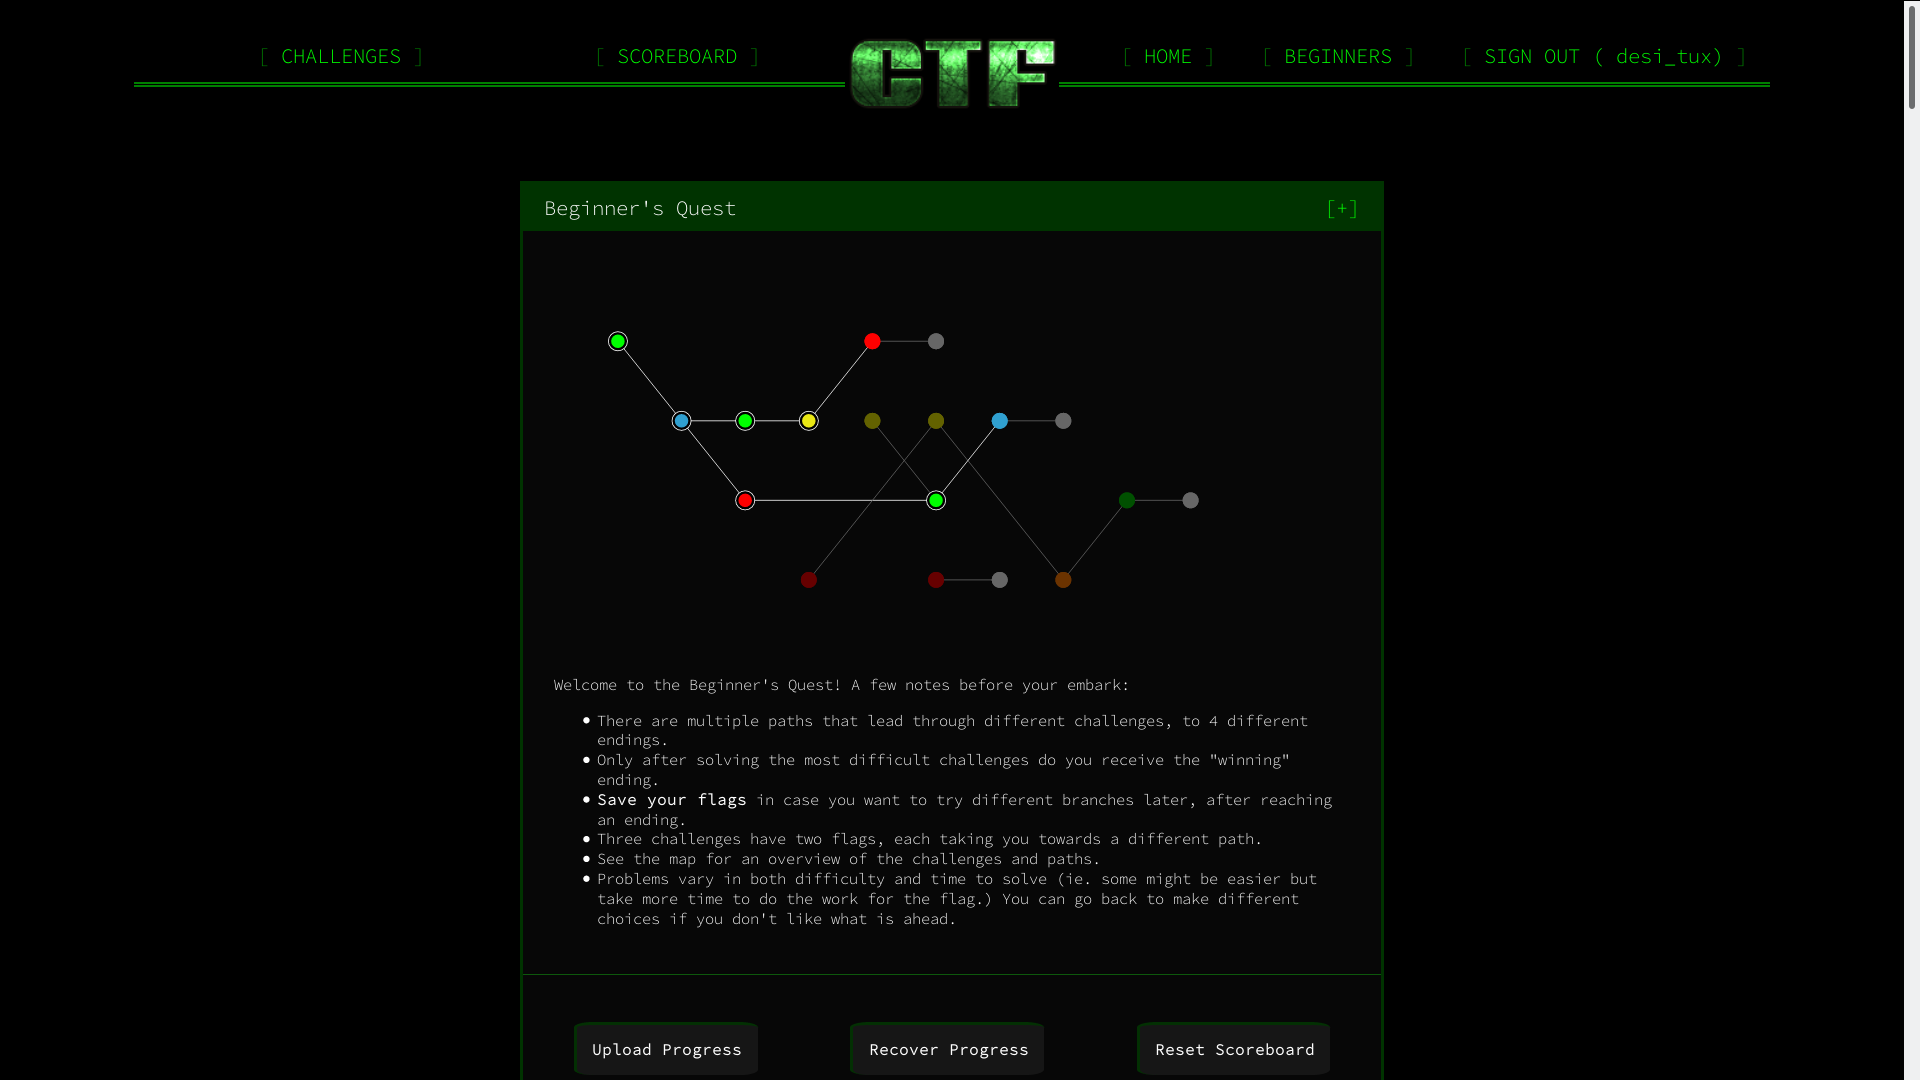 [ CHALLENGES ] [ SCOREBOARD ] CTF [ HOME ] [ BEGINNERS ] [ SIGN OUT ( desi_tux) ]
Beginner's Quest [+]
Welcome to the Beginner's Quest! A few notes before your embark:
● There are multiple paths that lead through different challenges, to 4 different
endings.
● Only after solving the most difficult challenges do you receive the "winning"
ending.
● Save your flags in case you want to try different branches later, after reaching
an ending.
● Three challenges have two flags, each taking you towards a different path.
● See the map for an overview of the challenges and paths.
● Problems vary in both difficulty and time to solve (ie. some might be easier but
take more time to do the work for the flag.) You can go back to make different
choices if you don't like what is ahead.
Upload Progress Recover Progress Reset Scoreboard